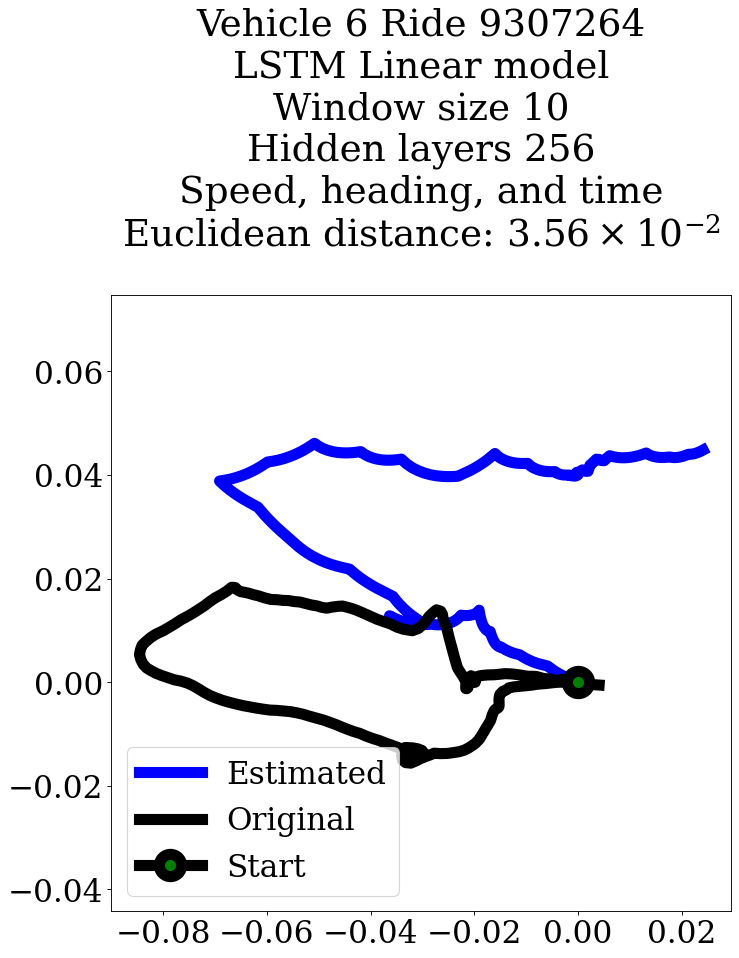 Vehicle 6 Ride 9307264
LSTM Linear model
Window size 10
Hidden layers 256
Speed, heading, and time
Euclidean distance: 3.56 × 10⁻²
0.06
0.04
0.02
0.00
−0.02
−0.04
Estimated
Original
Start
−0.08 −0.06 −0.04 −0.02 0.00 0.02